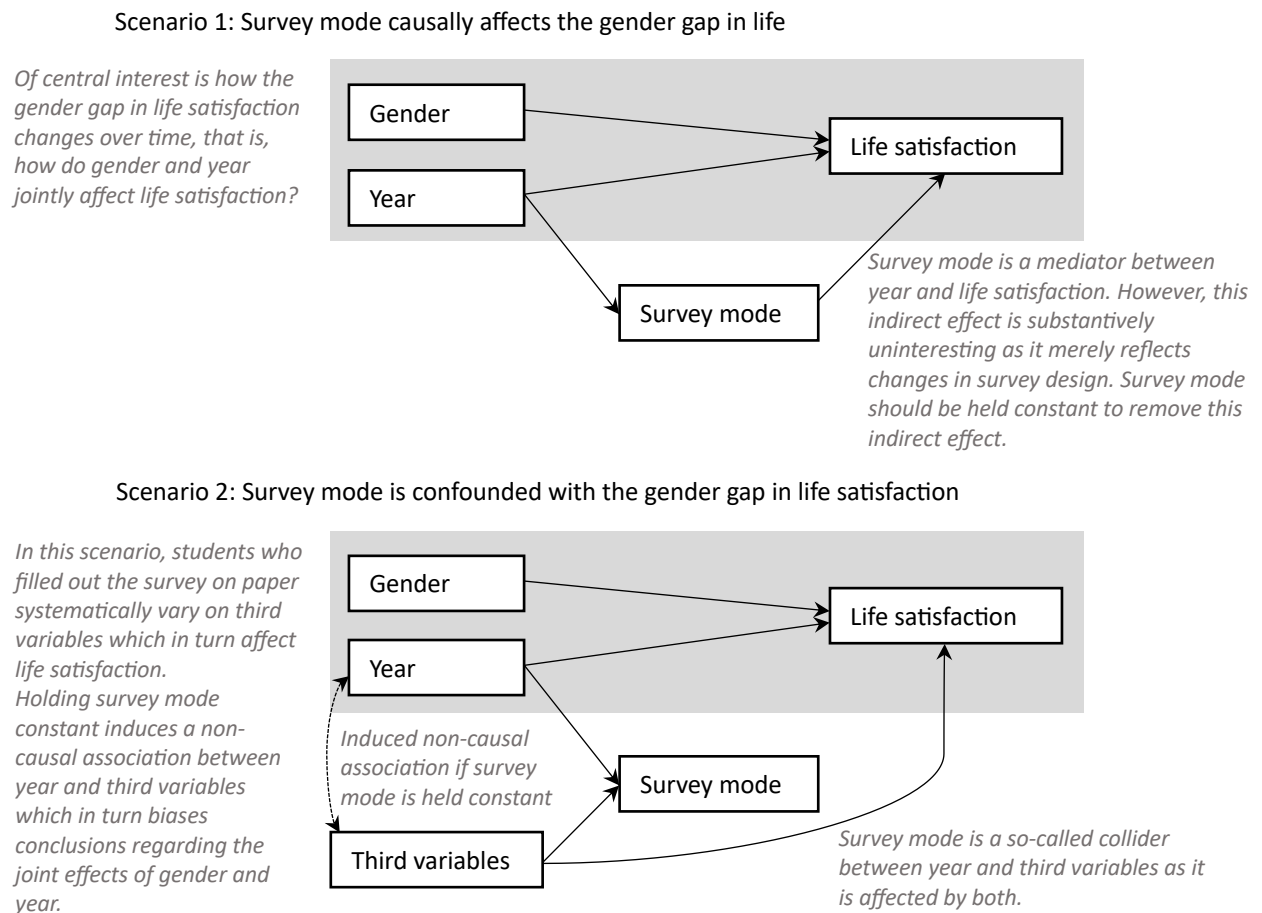 Scenario 1: Survey mode causally affects the gender gap in life
Of central interest is how the
gender gap in life satisfaction
changes over time, that is,
how do gender and year
jointly affect life satisfaction?
Gender
Year
Life satisfaction
Survey mode
Survey mode is a mediator between
year and life satisfaction. However, this
indirect effect is substantively
uninteresting as it merely reflects
changes in survey design. Survey mode
should be held constant to remove this
indirect effect.
Scenario 2: Survey mode is confounded with the gender gap in life satisfaction
In this scenario, students who
filled out the survey on paper
systematically vary on third
variables which in turn affect
life satisfaction.
Holding survey mode
constant induces a non-
causal association between
year and third variables
which in turn biases
conclusions regarding the
joint effects of gender and
year.
Gender
Year
Life satisfaction
Induced non-causal
association if survey
mode is held constant
Survey mode
Third variables
Survey mode is a so-called collider
between year and third variables as it
is affected by both.